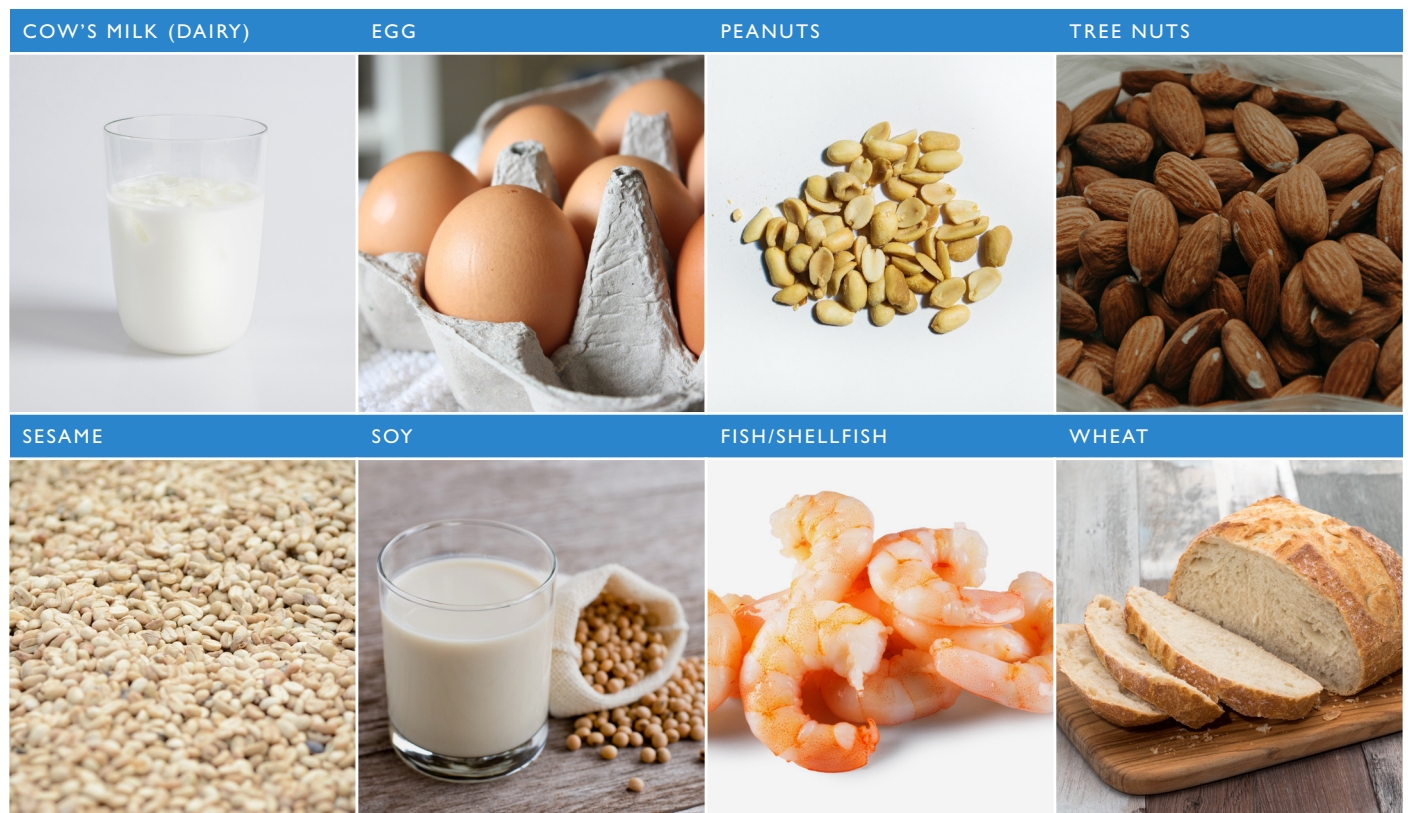 COW’S MILK (DAIRY)
EGG
PEANUTS
TREE NUTS
SESAME
SOY
FISH/SHELLFISH
WHEAT